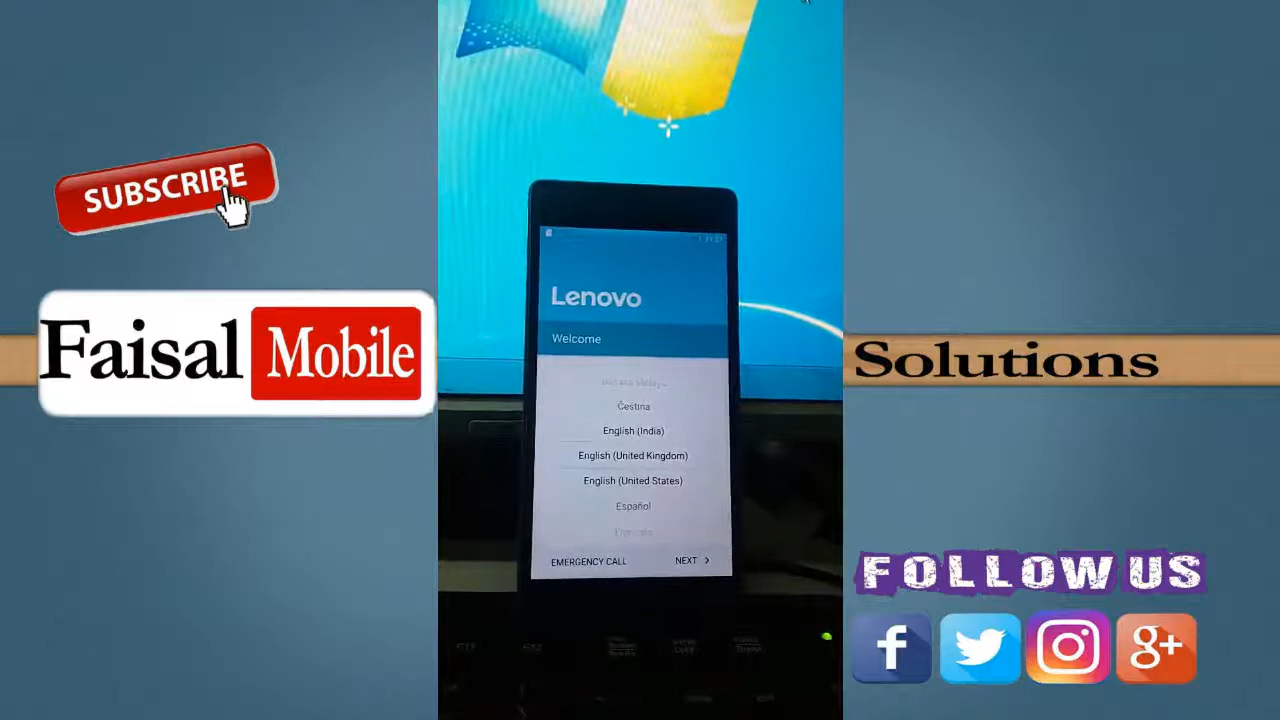 SUBSCRIBE
Faisal Mobile Solutions
Lenovo
Welcome
Čeština
English (India)
English (United Kingdom)
English (United States)
Español
EMERGENCY CALL NEXT >
FOLLOW US
f
g+